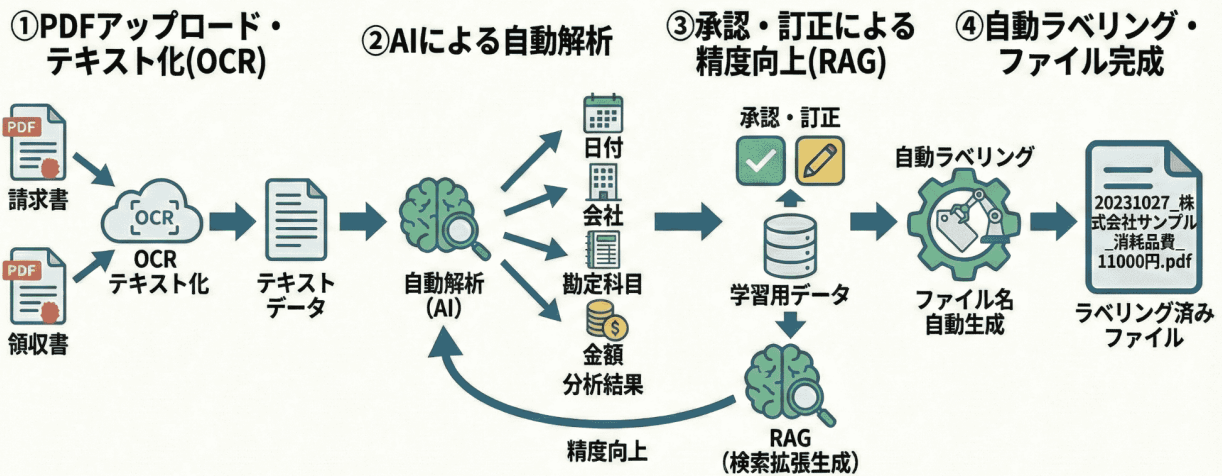 ①PDFアップロード・
テキスト化(OCR)
②AIによる自動解析
③承認・訂正による
精度向上(RAG)
④自動ラベリング・
ファイル完成
PDF
請求書
PDF
領収書
OCR
OCR
テキスト化
テキスト
データ
自動解析
(AI)
日付
会社
勘定科目
$
金額
分析結果
承認・訂正
学習用データ
RAG
(検索拡張生成)
精度向上
自動ラベリング
ファイル名
自動生成
20231027_株
式会社サンプル
_消耗品費_
11000円.pdf
ラベリング済み
ファイル